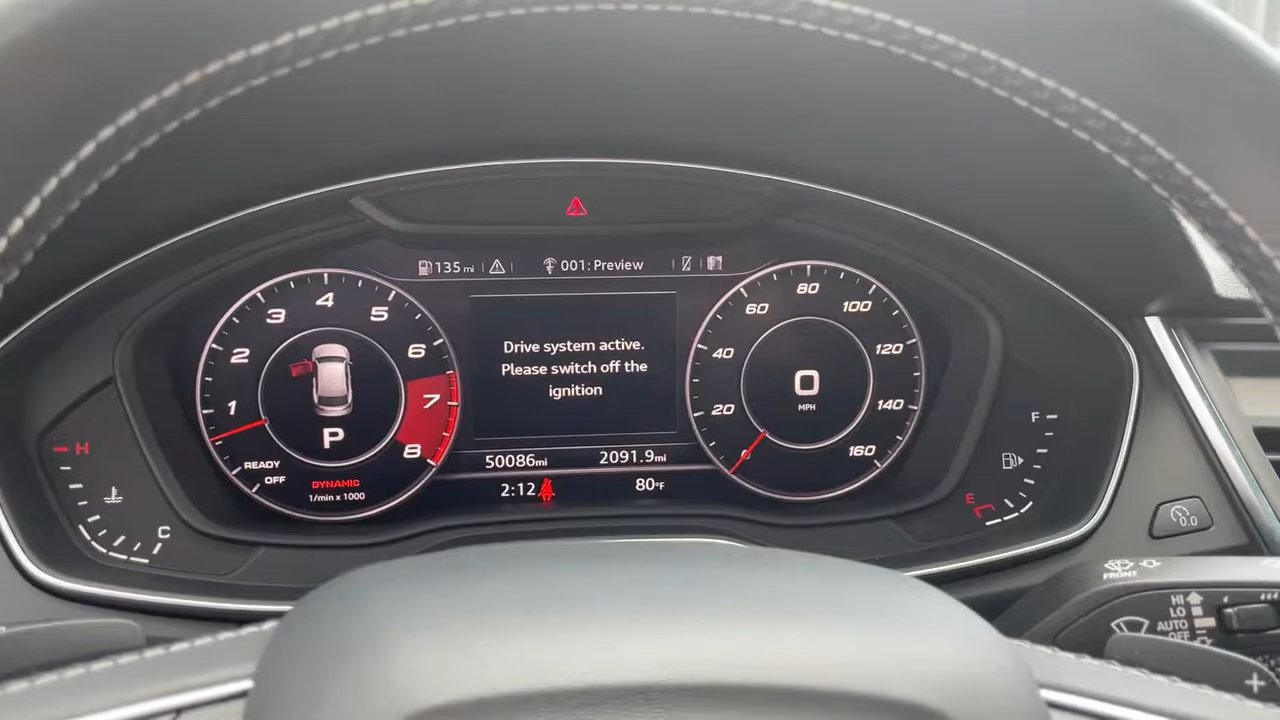 135 mi
001: Preview
1
2
3
4
5
6
7
8
P
READY
OFF
DYNAMIC
1/min x 1000
Drive system active.
Please switch off the
ignition
20
40
60
80
100
120
140
160
0
MPH
50086mi
2091.9mi
2:12
80°F
H
C
F
E
0.0
FRONT
HI
LO
AUTO
OFF
+